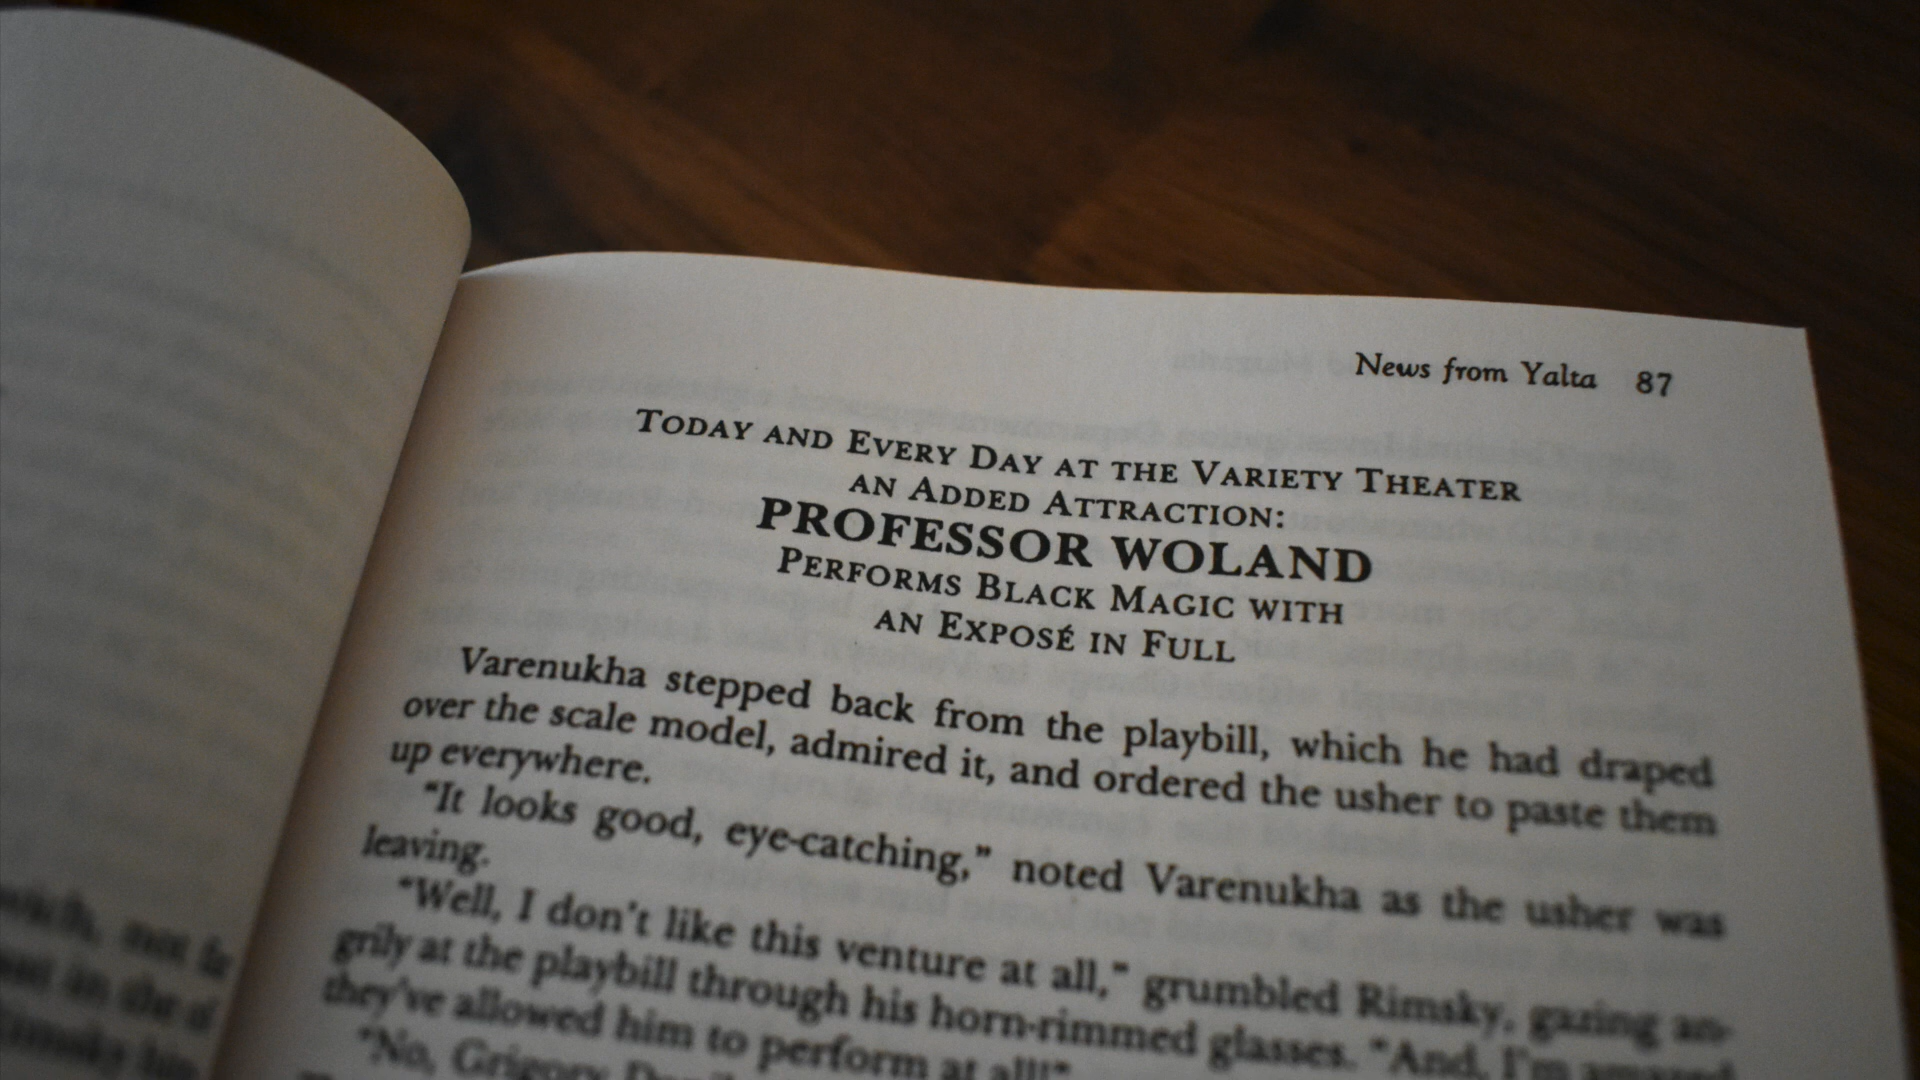 News from Yalta 87
TODAY AND EVERY DAY AT THE VARIETY THEATER
AN ADDED ATTRACTION:
PROFESSOR WOLAND
PERFORMS BLACK MAGIC WITH
AN EXPOSÉ IN FULL
Varenukha stepped back from the playbill, which he had draped
over the scale model, admired it, and ordered the usher to paste them
up everywhere.
“It looks good, eye-catching,” noted Varenukha as the usher was
leaving.
“Well, I don’t like this venture at all,” grumbled Rimsky, gazing an-
grily at the playbill through his horn-rimmed glasses. “And, I’m amazed
they’ve allowed him to perform at all!”
“No, Grigory